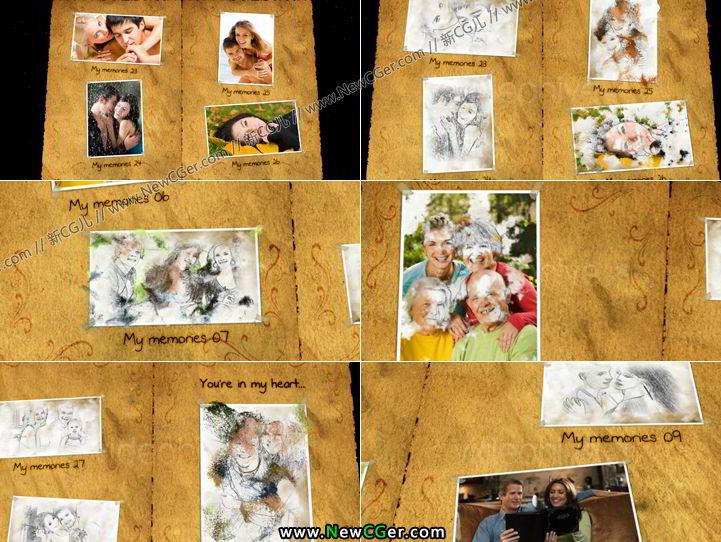 My memories 23
My memories 25
My memories 24
My memories 26
www.NewCGer.com // 新CG儿 // www.NewCGer.com // 新CG儿 // www.NewCGer.com
My memories 23
My memories 25
My memories 06
My memories 07
You're in my heart...
My memories 27
My memories 09
www.NewCGer.com